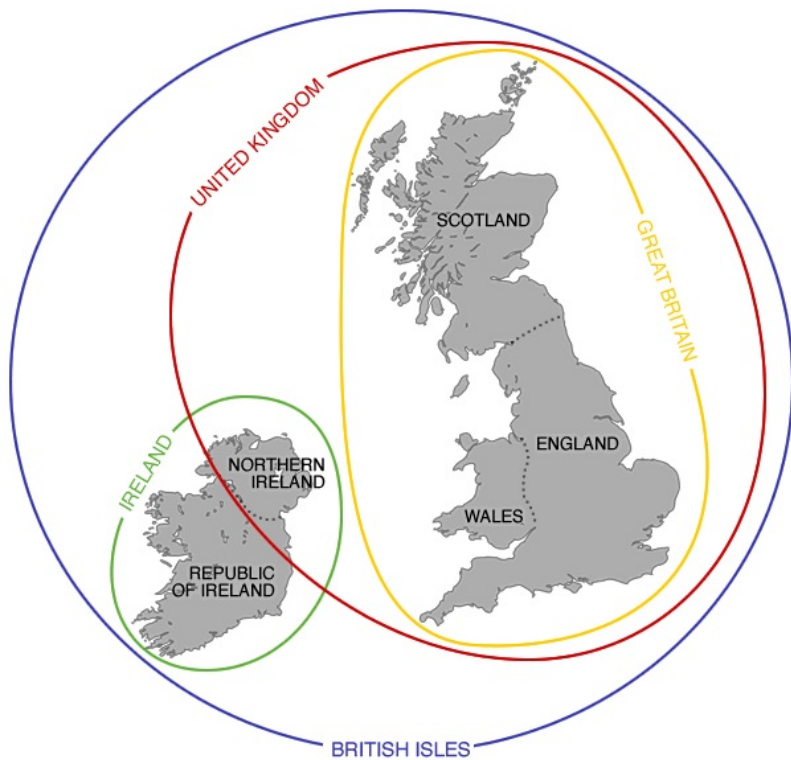 UNITED KINGDOM
SCOTLAND
GREAT BRITAIN
IRELAND
NORTHERN
IRELAND
ENGLAND
WALES
REPUBLIC
OF IRELAND
BRITISH ISLES